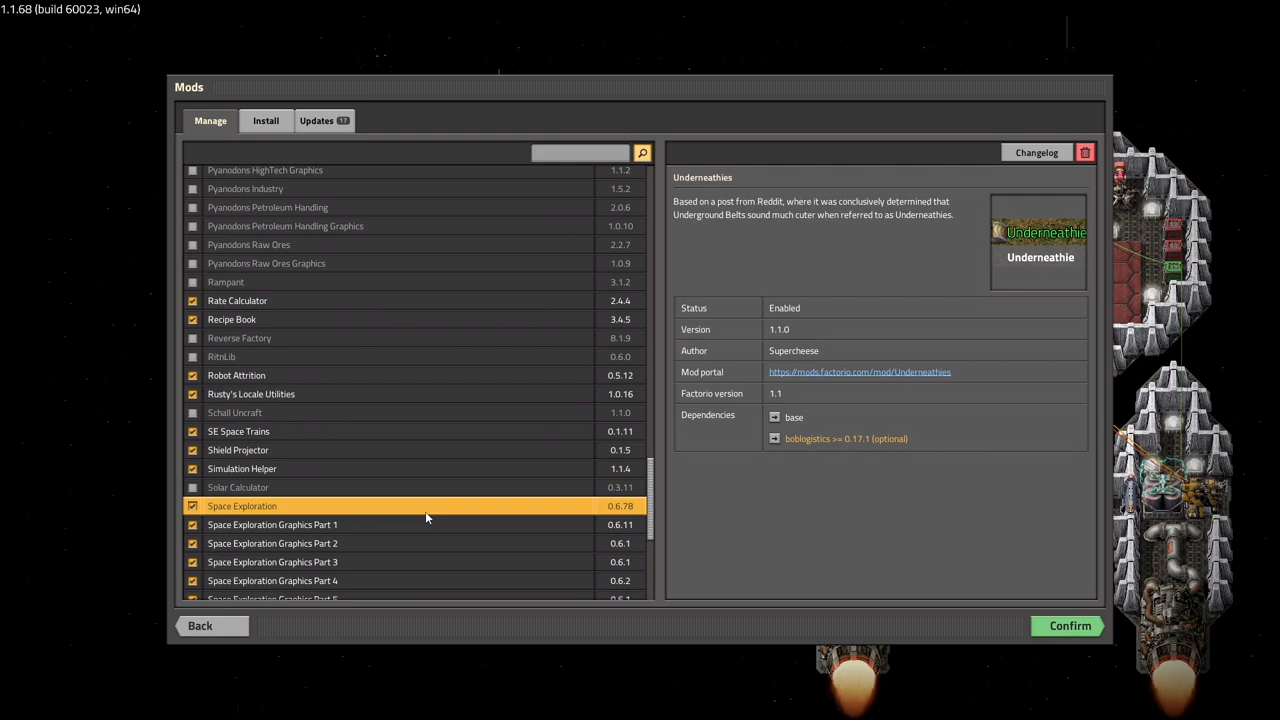 1.1.68 (build 60023, win64)
Mods
Manage
Install
Updates 17
Changelog
Pyanodons HighTech Graphics 1.1.2
Pyanodons Industry 1.5.2
Pyanodons Petroleum Handling 2.0.6
Pyanodons Petroleum Handling Graphics 1.0.10
Pyanodons Raw Ores 2.2.7
Pyanodons Raw Ores Graphics 1.0.9
Rampant 3.1.2
Rate Calculator 2.4.4
Recipe Book 3.4.5
Reverse Factory 8.1.9
RitnLib 0.6.0
Robot Attrition 0.5.12
Rusty's Locale Utilities 1.0.16
Schall Uncraft 1.1.0
SE Space Trains 0.1.11
Shield Projector 0.1.5
Simulation Helper 1.1.4
Solar Calculator 0.3.11
Space Exploration 0.6.78
Space Exploration Graphics Part 1 0.6.11
Space Exploration Graphics Part 2 0.6.1
Space Exploration Graphics Part 3 0.6.1
Space Exploration Graphics Part 4 0.6.2
Space Exploration Graphics Part 5 0.6.1
Underneathies
Based on a post from Reddit, where it was conclusively determined that
Underground Belts sound much cuter when referred to as Underneathies.
Underneathie
Underneathie
Status Enabled
Version 1.1.0
Author Supercheese
Mod portal https://mods.factorio.com/mod/Underneathies
Factorio version 1.1
Dependencies base
boblogistics >= 0.17.1 (optional)
Back
Confirm